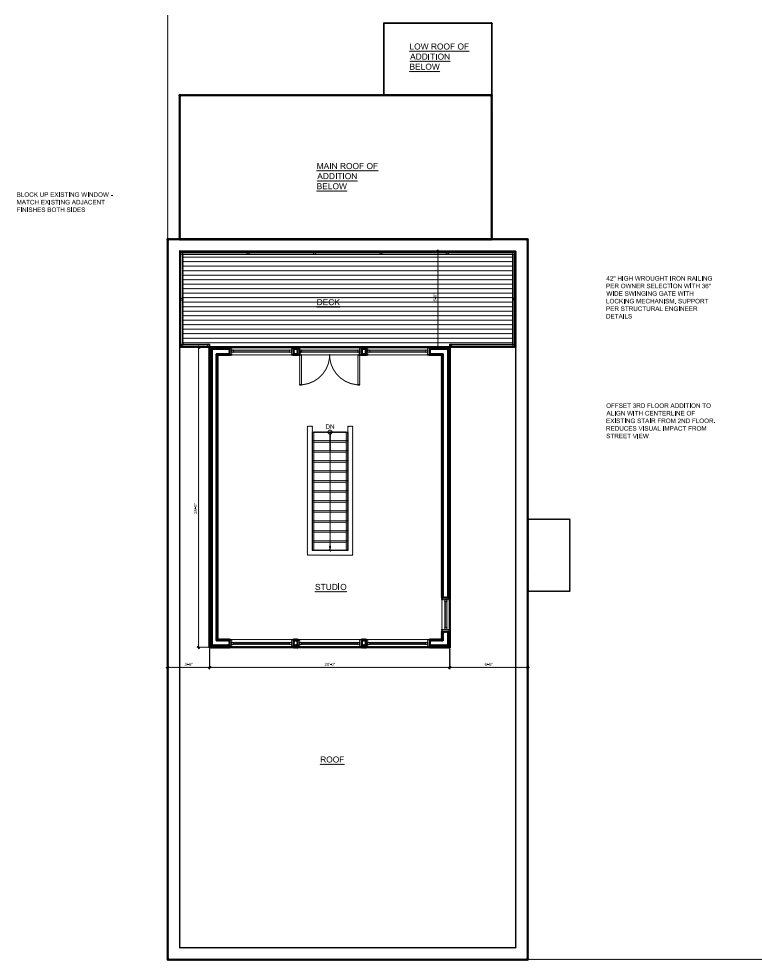 LOW ROOF OF
ADDITION
BELOW
MAIN ROOF OF
ADDITION
BELOW
BLOCK UP EXISTING WINDOW -
MATCH EXISTING ADJACENT
FINISHES BOTH SIDES
DECK
42" HIGH WROUGHT IRON RAILING
PER OWNER SELECTION WITH 36"
WIDE SWINGING GATE WITH
LOCKING MECHANISM, SUPPORT
PER STRUCTURAL ENGINEER
DETAILS
OFFSET 3RD FLOOR ADDITION TO
ALIGN WITH CENTERLINE OF
EXISTING STAIR FROM 2ND FLOOR.
REDUCES VISUAL IMPACT FROM
STREET VIEW
DN
STUDIO
ROOF